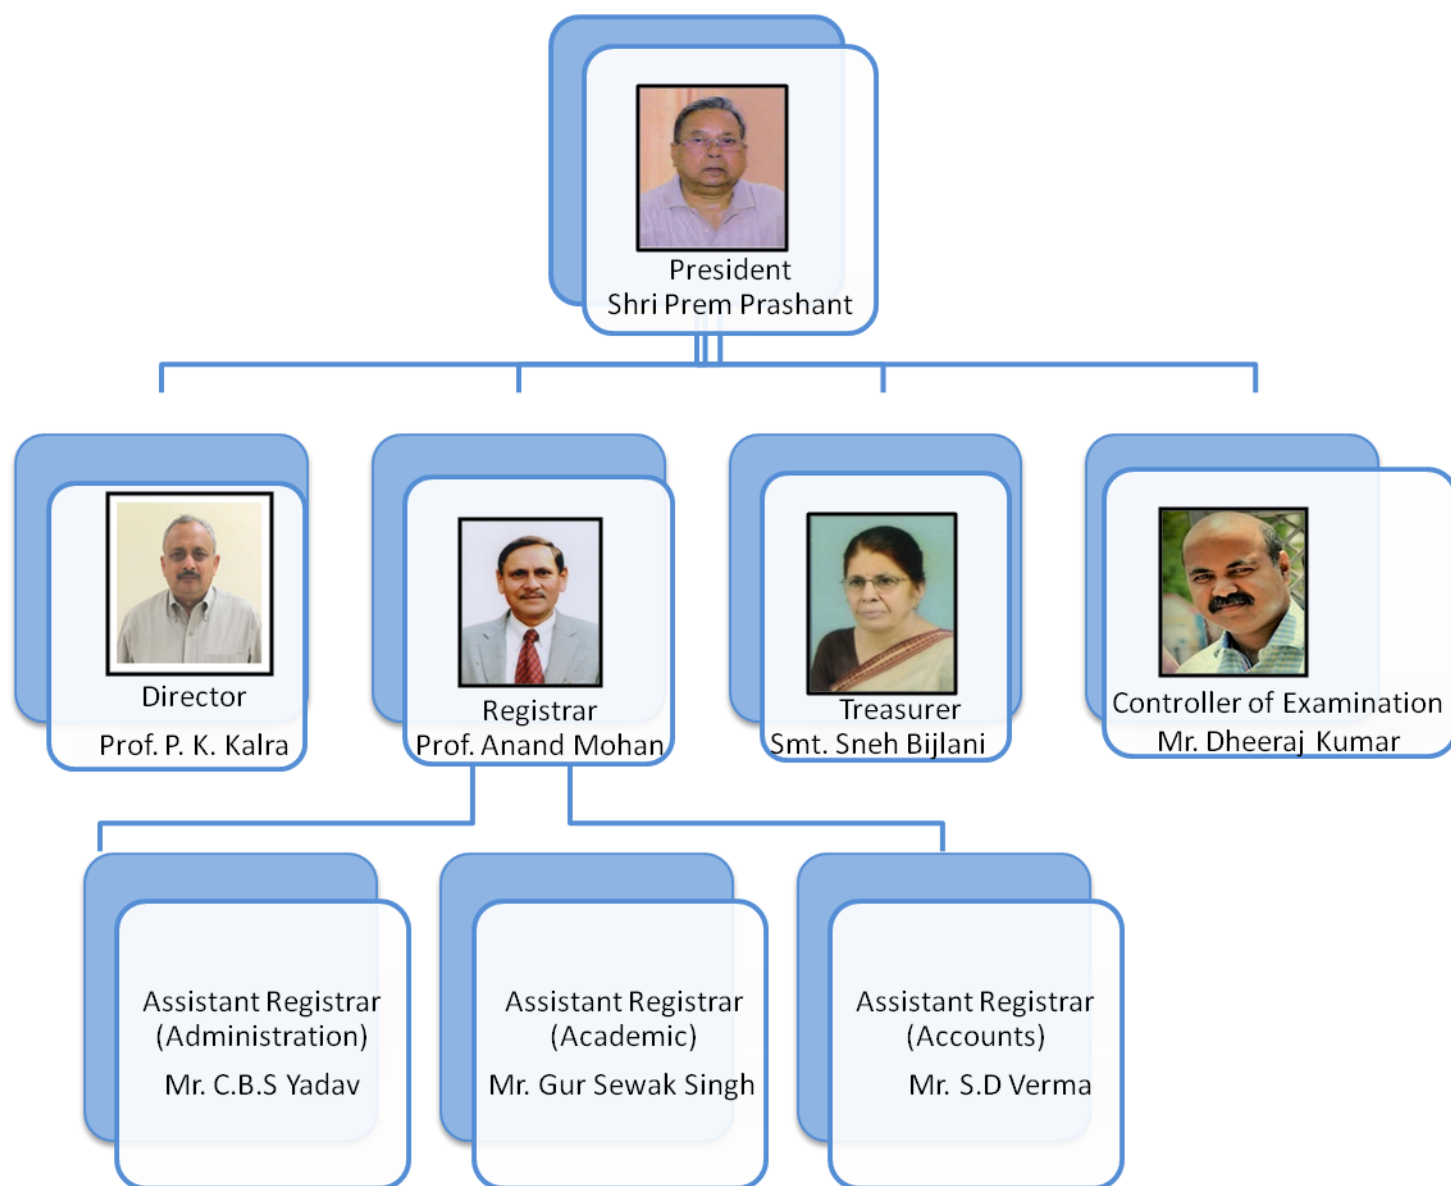 President
Shri Prem Prashant
Director
Prof. P. K. Kalra
Registrar
Prof. Anand Mohan
Treasurer
Smt. Sneh Bijlani
Controller of Examination
Mr. Dheeraj Kumar
Assistant Registrar
(Administration)
Mr. C.B.S Yadav
Assistant Registrar
(Academic)
Mr. Gur Sewak Singh
Assistant Registrar
(Accounts)
Mr. S.D Verma